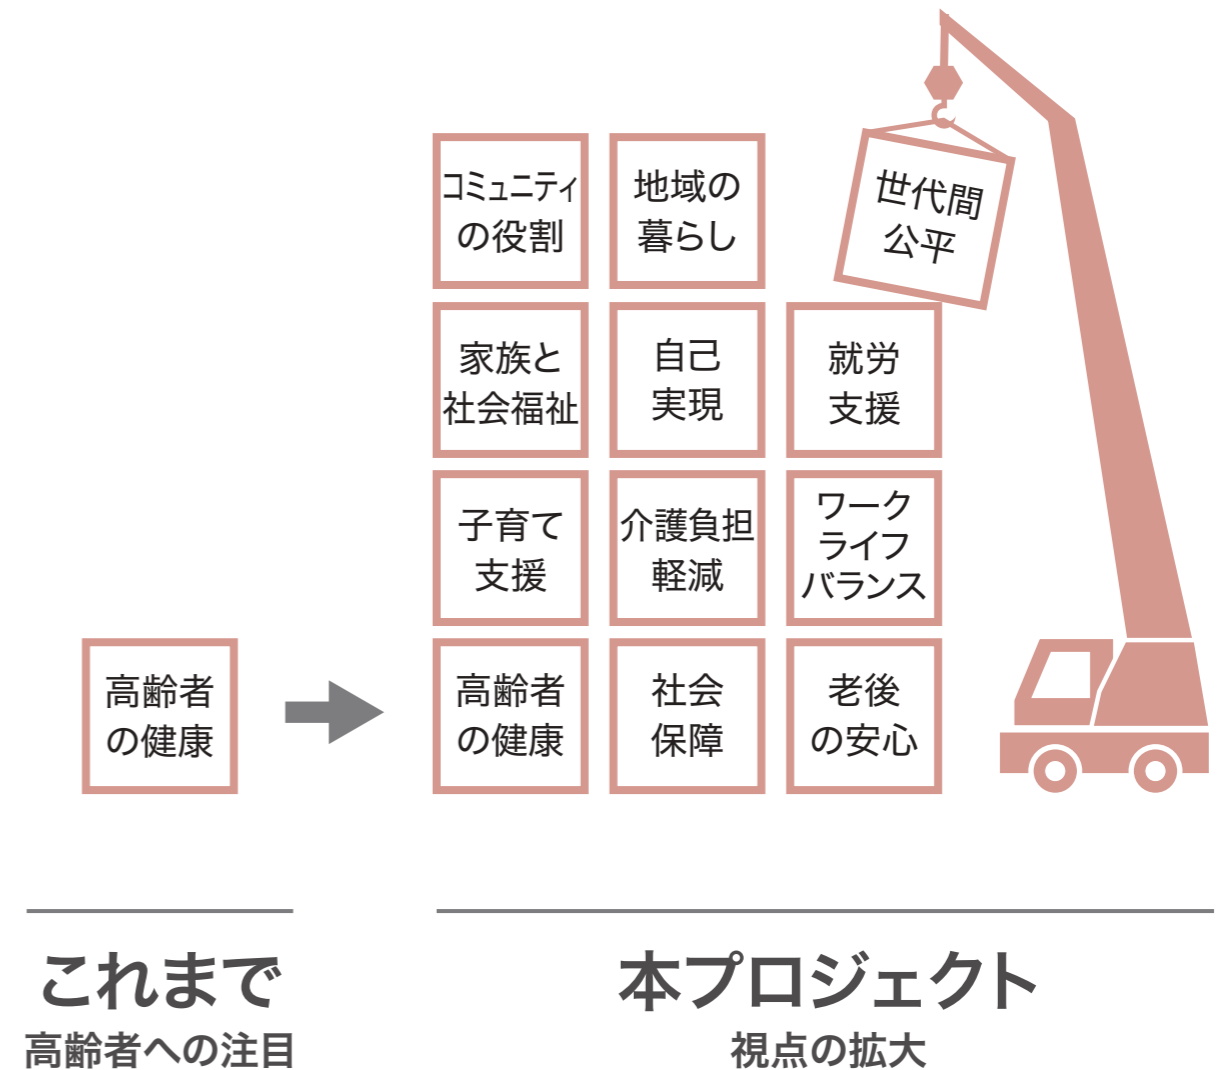 コミュニティ
の役割
地域の
暮らし
世代間
公平
家族と
社会福祉
自己
実現
就労
支援
子育て
支援
介護負担
軽減
ワーク
ライフ
バランス
高齢者
の健康
高齢者
の健康
社会
保障
老後
の安心
これまで
高齢者への注目
本プロジェクト
視点の拡大